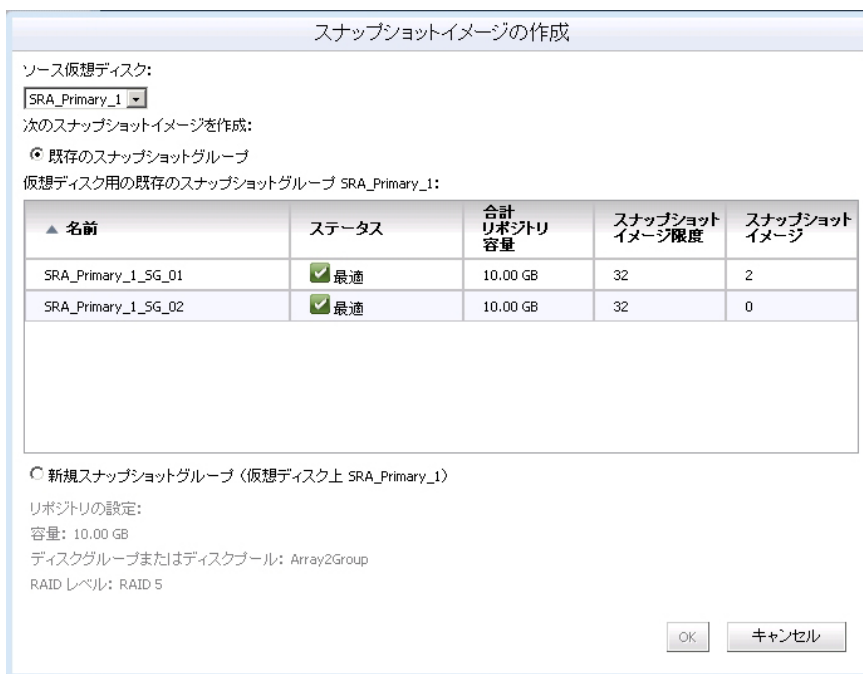 スナップショットイメージの作成
ソース仮想ディスク:
SRA_Primary_1
次のスナップショットイメージを作成:
既存のスナップショットグループ
仮想ディスク用の既存のスナップショットグループ SRA_Primary_1:
名前 ステータス 合計リポジトリ容量 スナップショットイメージ限度 スナップショットイメージ
SRA_Primary_1_SG_01 最適 10.00 GB 32 2
SRA_Primary_1_SG_02 最適 10.00 GB 32 0
新規スナップショットグループ (仮想ディスク上 SRA_Primary_1)
リポジトリの設定:
容量: 10.00 GB
ディスクグループまたはディスクプール: Array2Group
RAID レベル: RAID 5
OK キャンセル